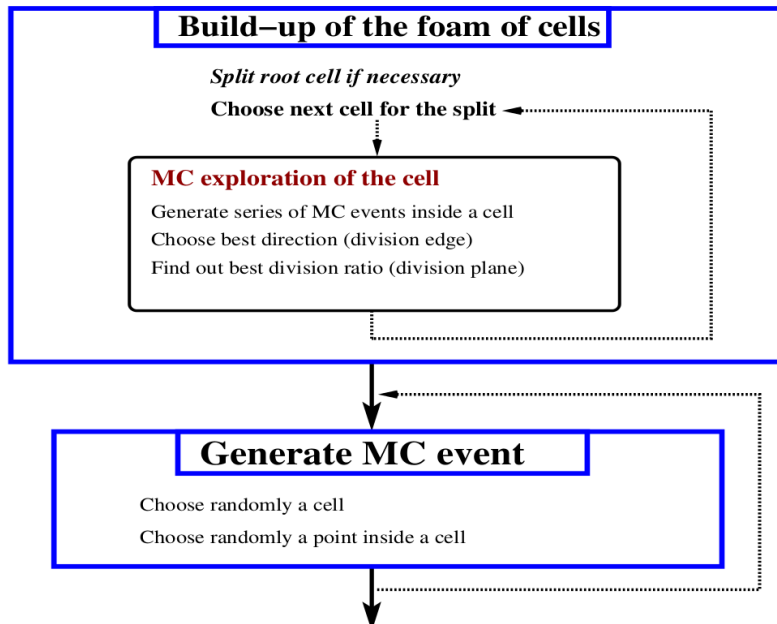 Build−up of the foam of cells
Split root cell if necessary
Choose next cell for the split
MC exploration of the cell
Generate series of MC events inside a cell
Choose best direction (division edge)
Find out best division ratio (division plane)
Generate MC event
Choose randomly a cell
Choose randomly a point inside a cell